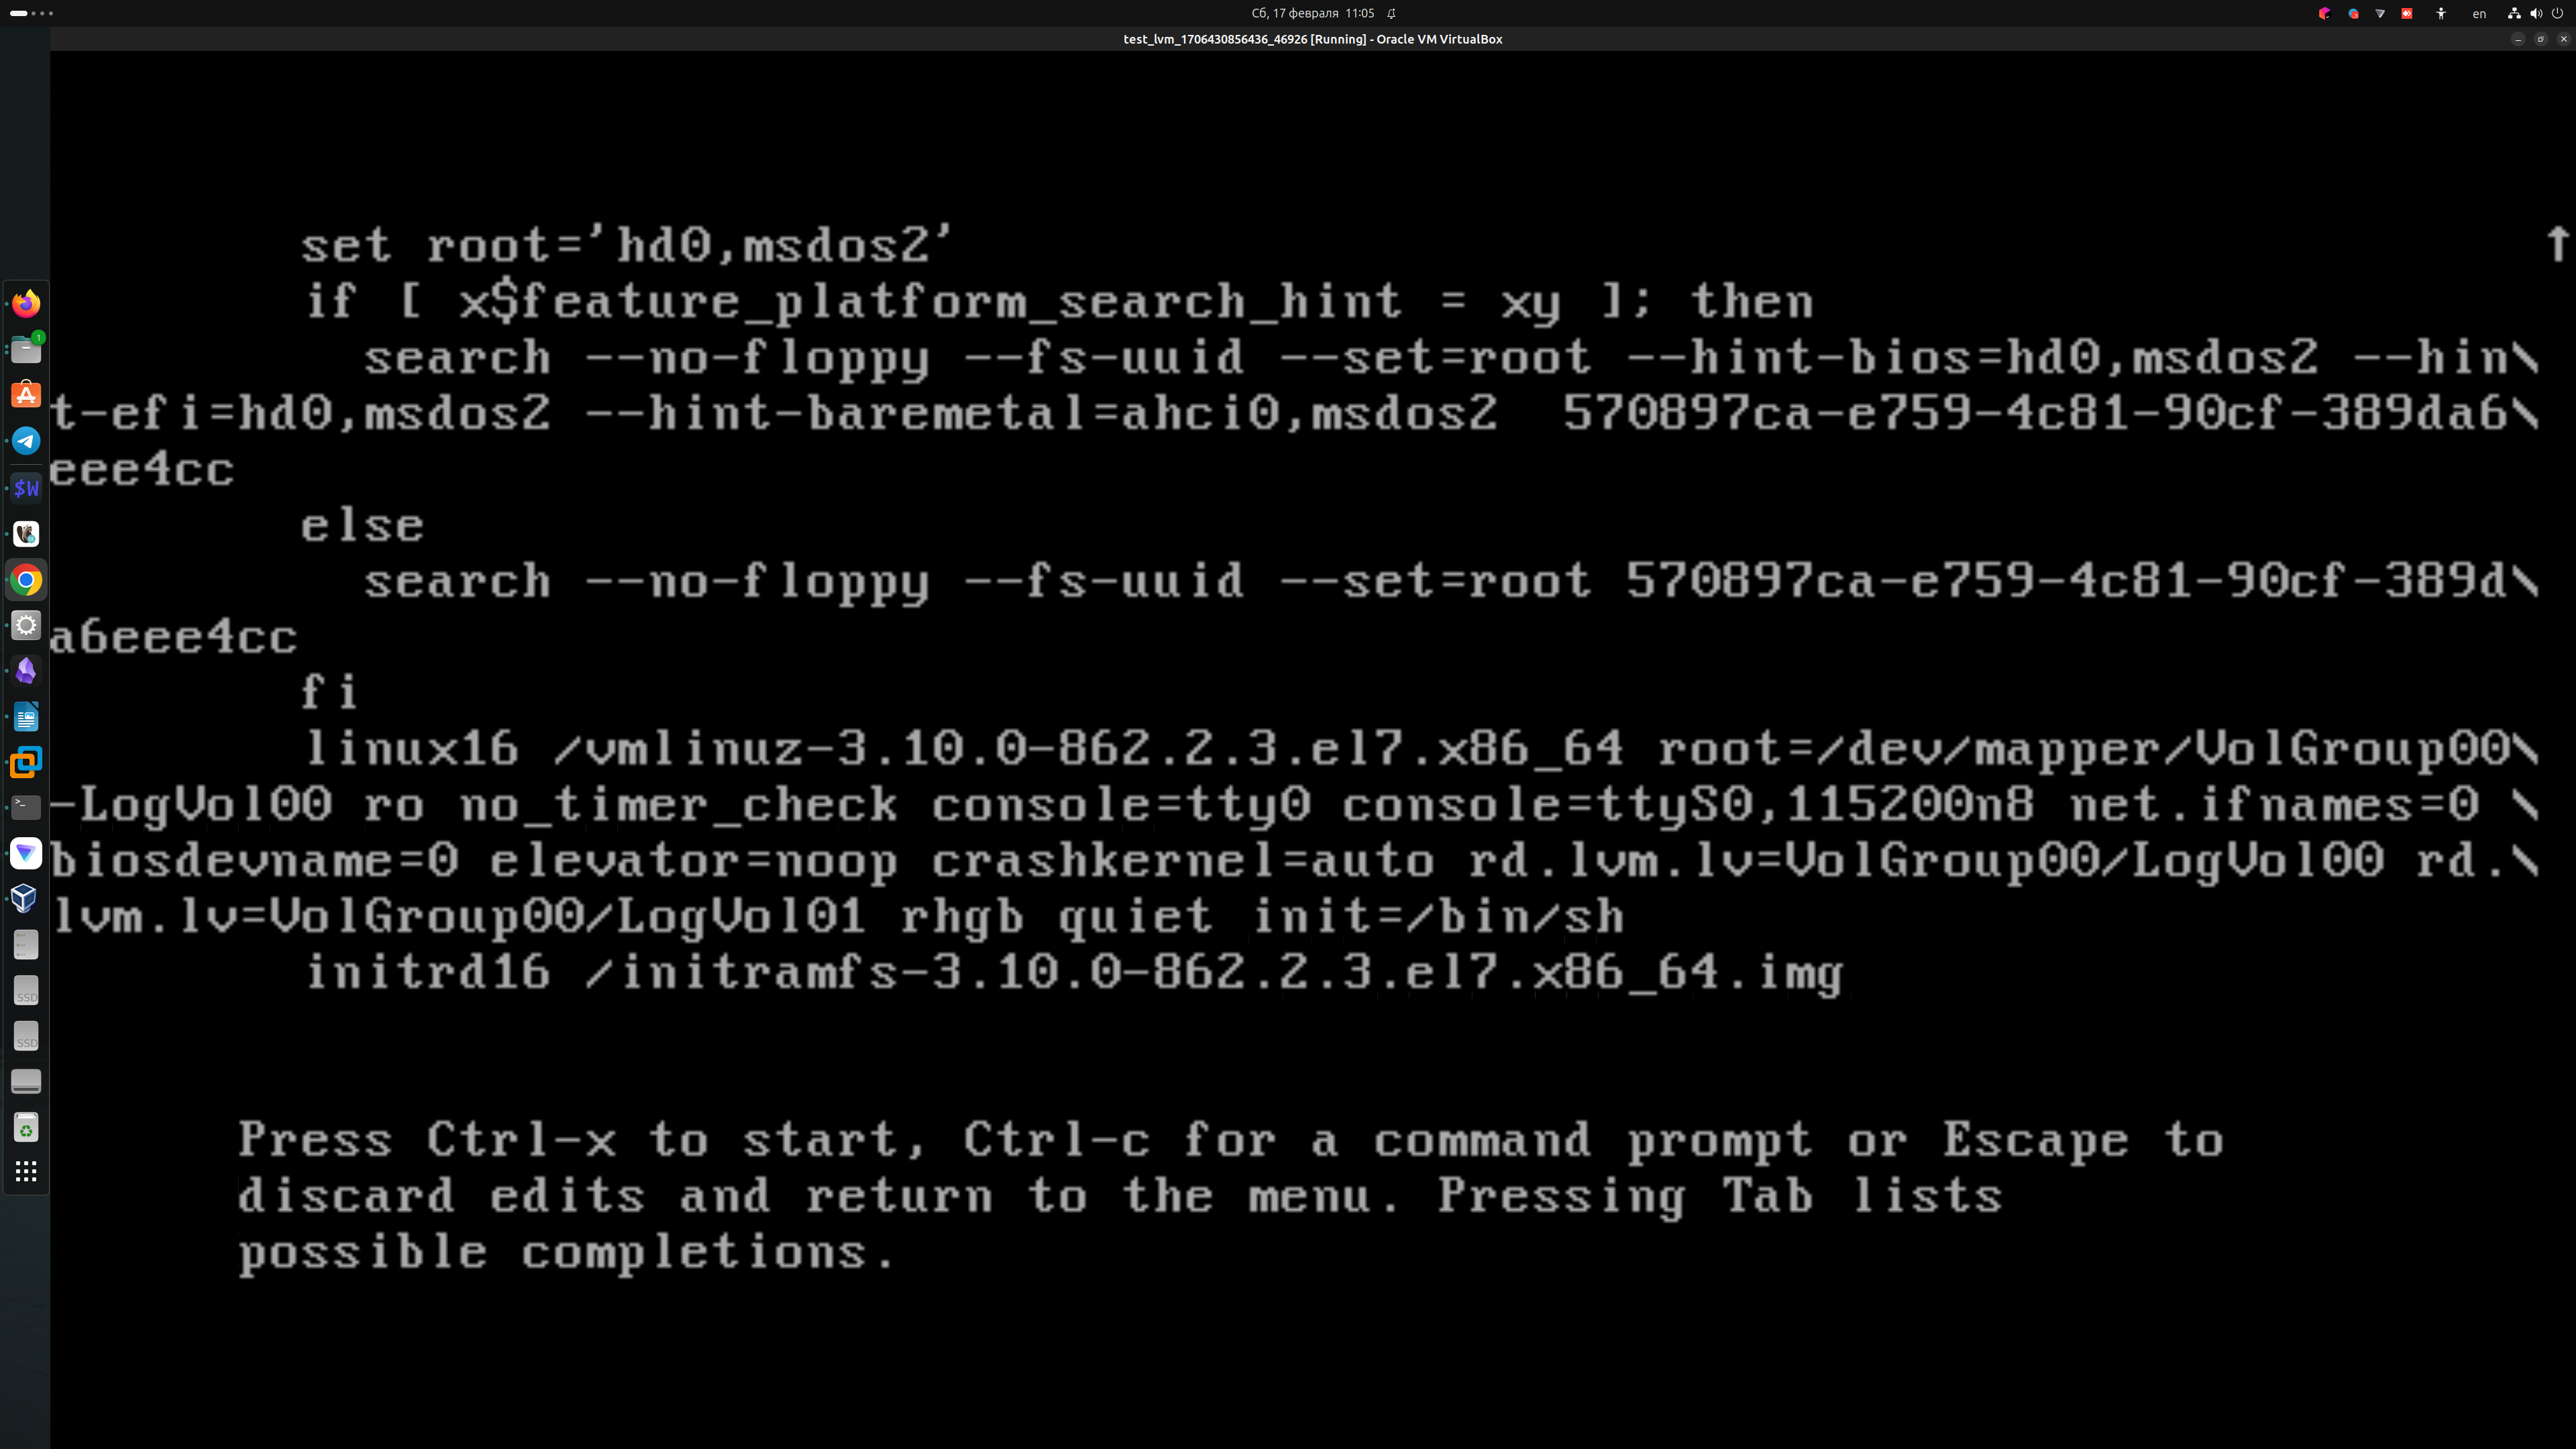 Сб, 17 февраля 11:05
en
test_lvm_1706430856436_46926 [Running] - Oracle VM VirtualBox
set root='hd0,msdos2'
if [ x$feature_platform_search_hint = xy ]; then
search --no-floppy --fs-uuid --set=root --hint-bios=hd0,msdos2 --hin\
t-efi=hd0,msdos2 --hint-baremetal=ahci0,msdos2  570897ca-e759-4c81-90cf-389da6\
eee4cc
else
search --no-floppy --fs-uuid --set=root 570897ca-e759-4c81-90cf-389d\
a6eee4cc
fi
linux16 /vmlinuz-3.10.0-862.2.3.el7.x86_64 root=/dev/mapper/VolGroup00\
-LogVol00 ro no_timer_check console=tty0 console=ttyS0,115200n8 net.ifnames=0 \
biosdevname=0 elevator=noop crashkernel=auto rd.lvm.lv=VolGroup00/LogVol00 rd.\
lvm.lv=VolGroup00/LogVol01 rhgb quiet init=/bin/sh
initrd16 /initramfs-3.10.0-862.2.3.el7.x86_64.img
Press Ctrl-x to start, Ctrl-c for a command prompt or Escape to
discard edits and return to the menu. Pressing Tab lists
possible completions.
1
$W
>_
SSD
SSD